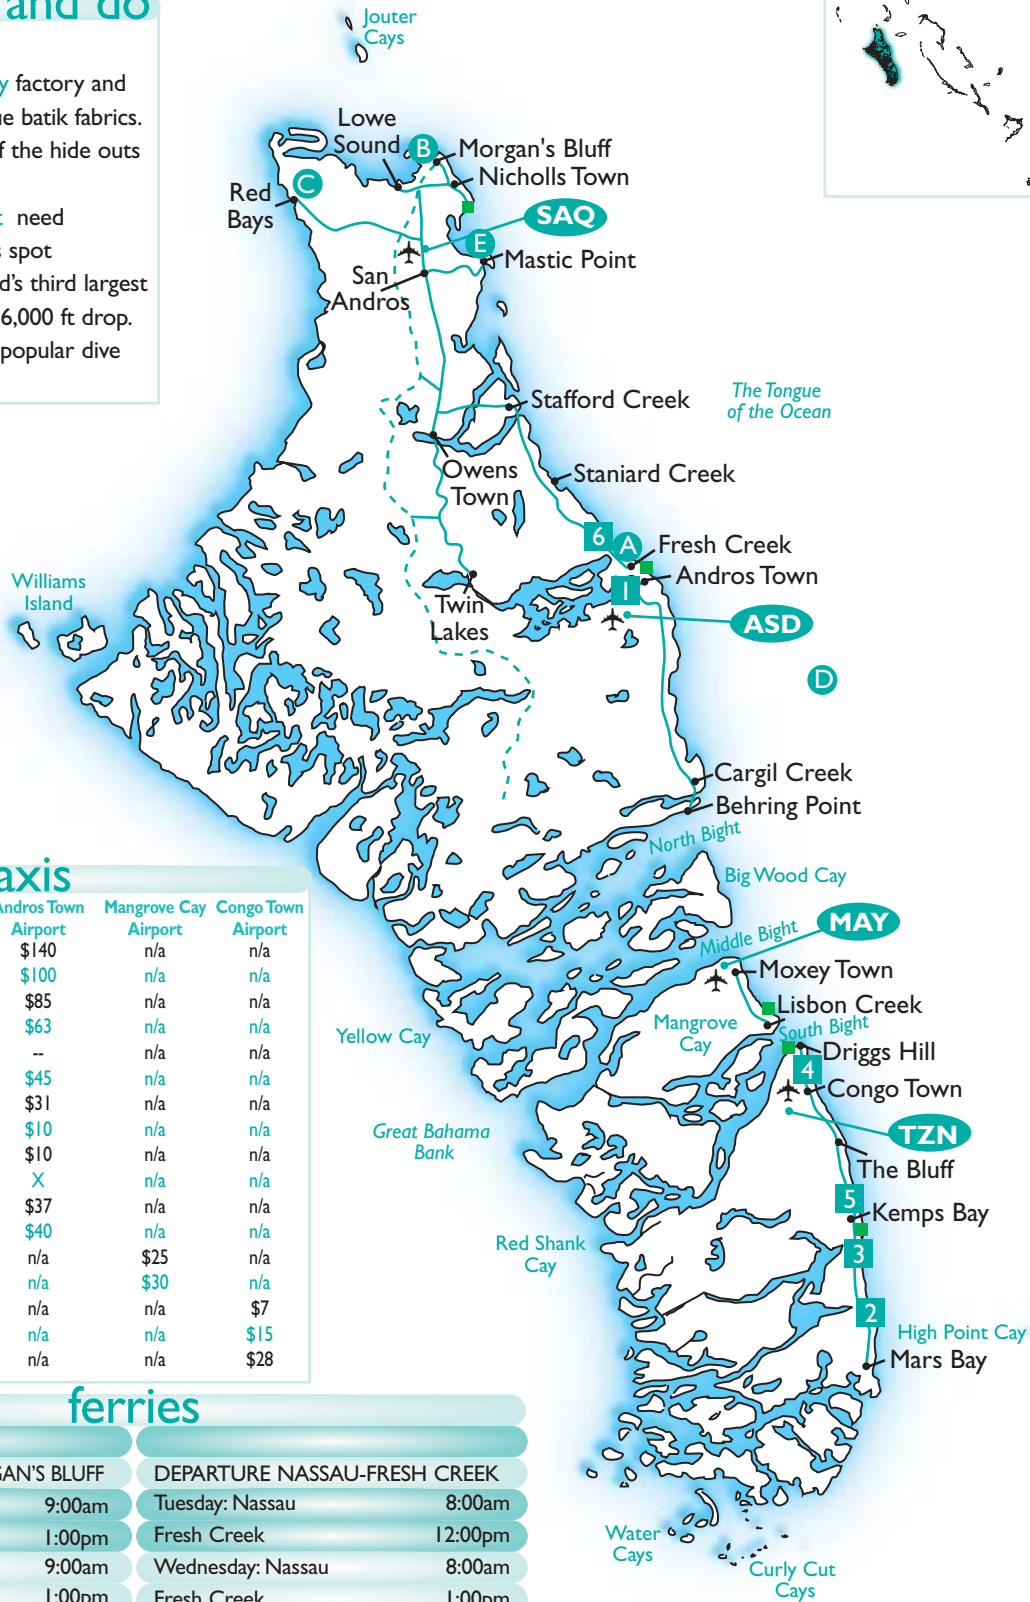 and do
factory and
batik fabrics.
the hide outs
need
spot
third largest
6,000 ft drop.
popular dive
Jouter
Cays
Lowe
Sound
B
Morgan's Bluff
Nicholls Town
C
Red
Bays
SAQ
E
Mastic Point
San
Andros
Stafford Creek
The Tongue
of the Ocean
Owens
Town
Staniard Creek
6
A
Fresh Creek
Andros Town
1
Williams
Island
Twin
Lakes
ASD
D
Cargil Creek
Behring Point
North Bight
Big Wood Cay
MAY
Middle Bight
Moxey Town
Lisbon Creek
Mangrove
Cay
South Bight
Yellow Cay
Driggs Hill
4
Congo Town
TZN
Great Bahama
Bank
The Bluff
5
Kemps Bay
Red Shank
Cay
3
2
High Point Cay
Mars Bay
Water
Cays
Curly Cut
Cays
axis
Andros Town Mangrove Cay Congo Town
Airport Airport Airport
$140 n/a n/a
$100 n/a n/a
$85 n/a n/a
$63 n/a n/a
-- n/a n/a
$45 n/a n/a
$31 n/a n/a
$10 n/a n/a
$10 n/a n/a
X n/a n/a
$37 n/a n/a
$40 n/a n/a
n/a $25 n/a
n/a $30 n/a
n/a n/a $7
n/a n/a $15
n/a n/a $28
ferries
GAN'S BLUFF DEPARTURE NASSAU-FRESH CREEK
9:00am Tuesday: Nassau 8:00am
1:00pm Fresh Creek 12:00pm
9:00am Wednesday: Nassau 8:00am
1:00pm Fresh Creek 1:00pm